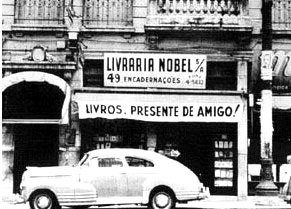 LIVRARIA NOBEL S/A
49 ENCADERNAÇÕES
LIVROS, PRESENTE DE AMIGO!